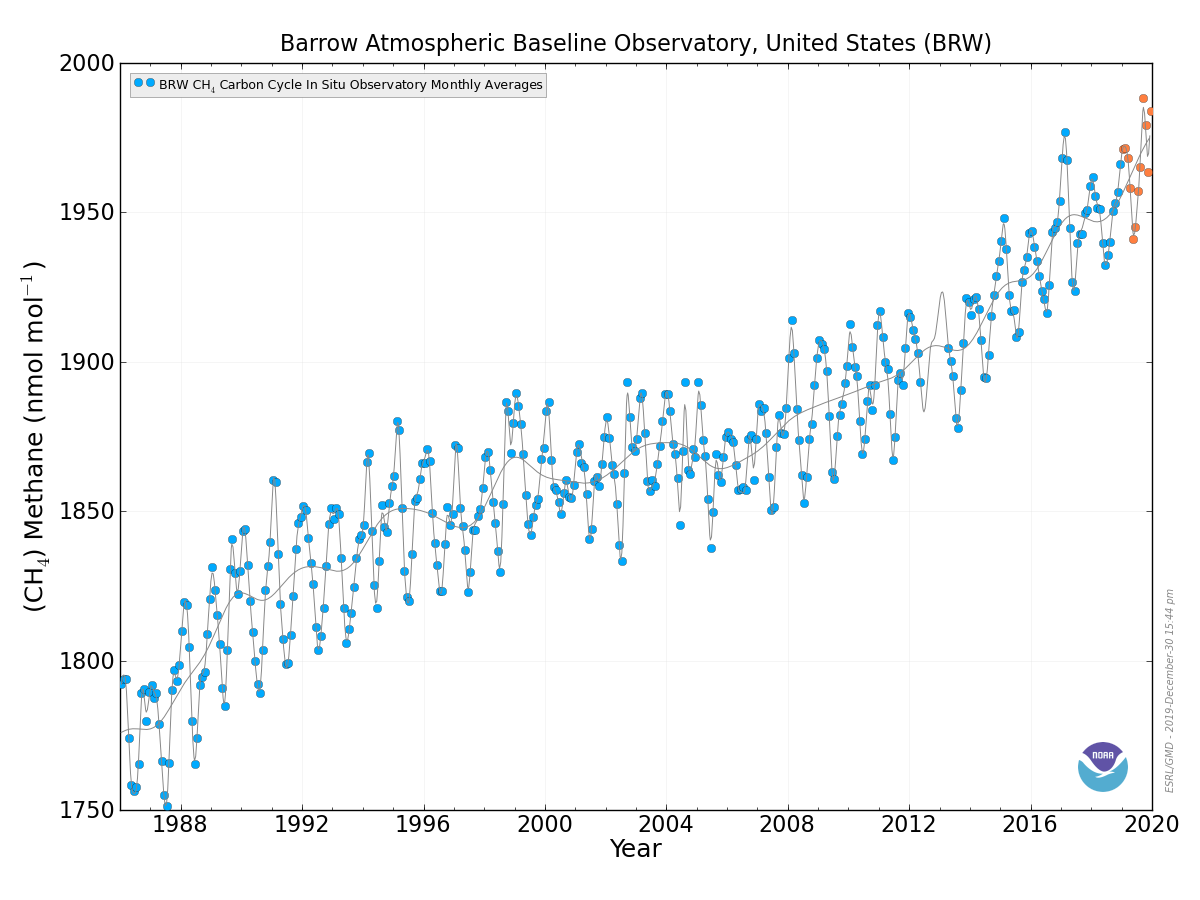 Barrow Atmospheric Baseline Observatory, United States (BRW)
BRW CH₄ Carbon Cycle In Situ Observatory Monthly Averages
(CH₄) Methane (nmol mol⁻¹ )
2000
1950
1900
1850
1800
1750
1988 1992 1996 2000 2004 2008 2012 2016 2020
Year
NOAA
ESRL/GMD - 2019-December-30 15:44 pm